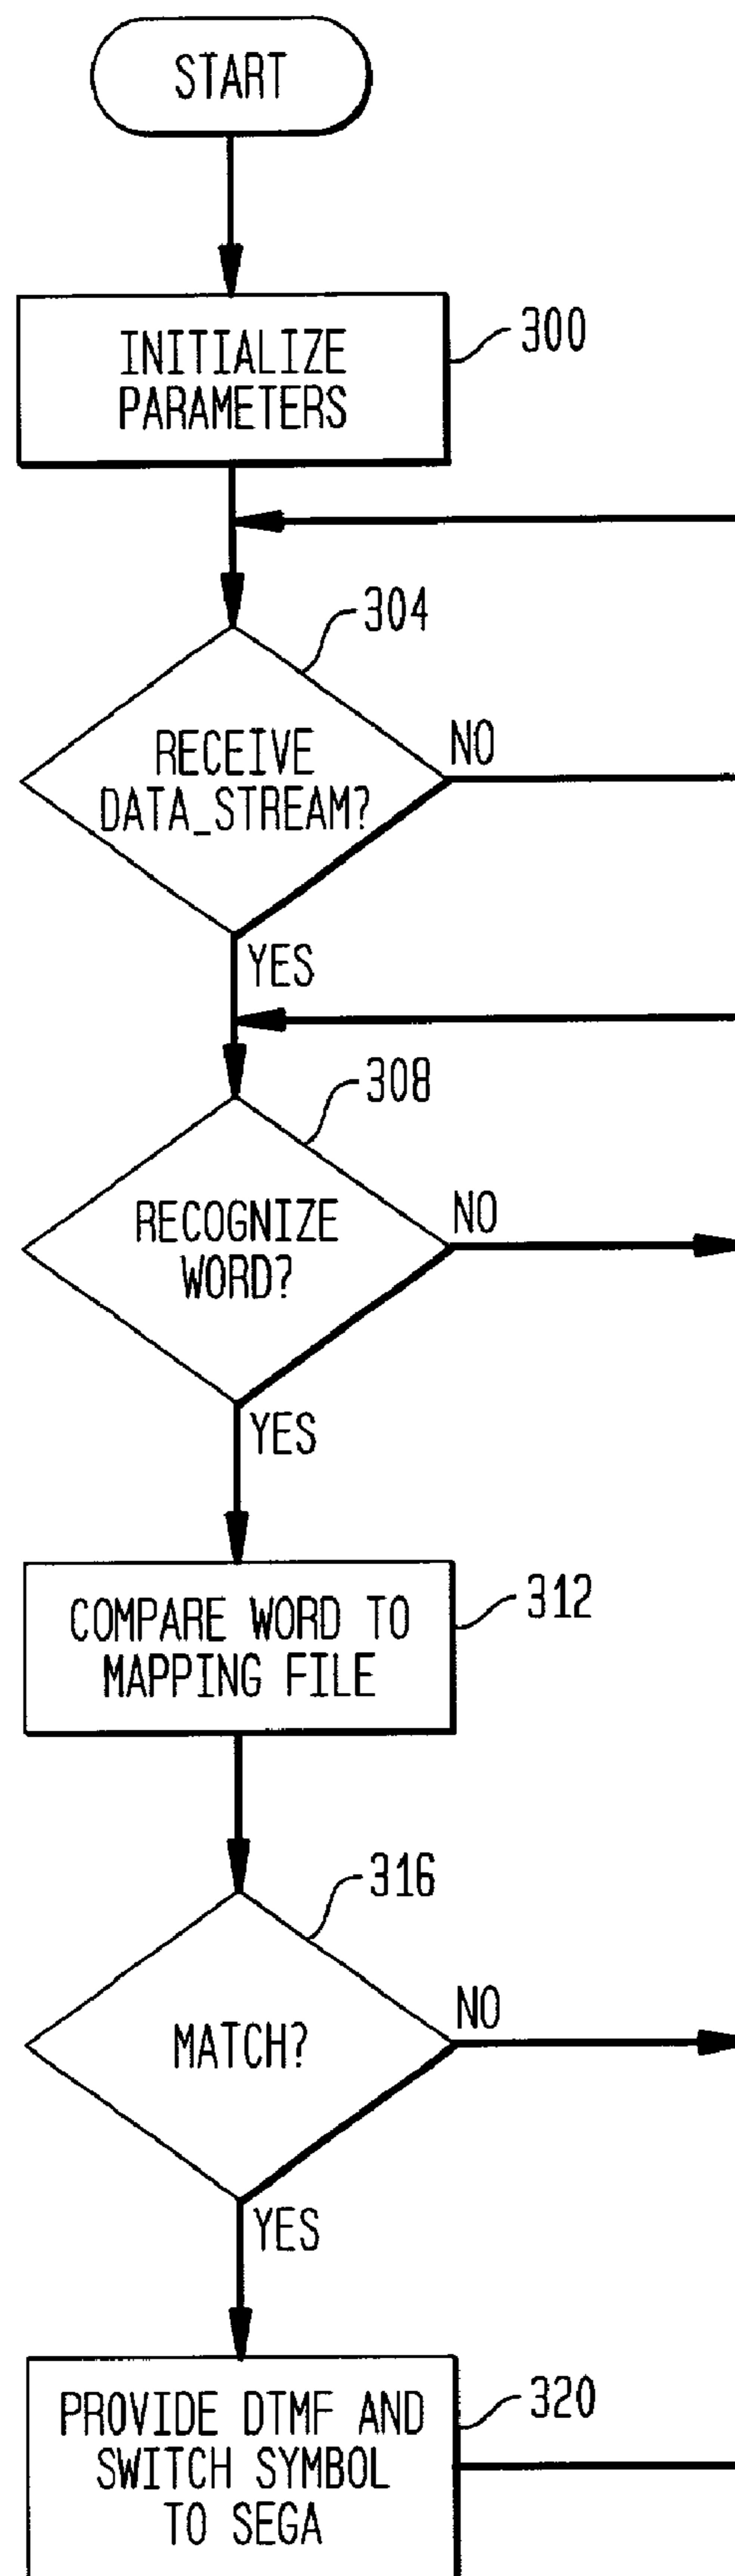 START
INITIALIZE
PARAMETERS
300
304
RECEIVE
DATA_STREAM?
NO
YES
308
RECOGNIZE
WORD?
NO
YES
COMPARE WORD TO
MAPPING FILE
312
316
MATCH?
NO
YES
PROVIDE DTMF AND
SWITCH SYMBOL
TO SEGA
320